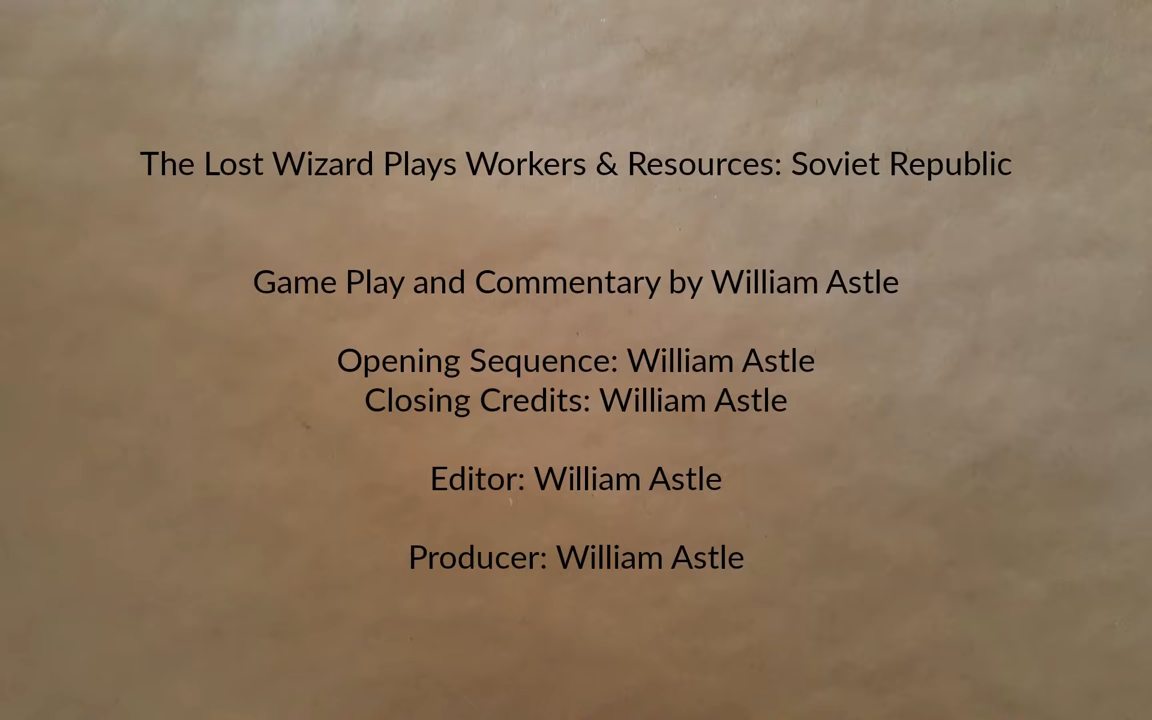 The Lost Wizard Plays Workers & Resources: Soviet Republic
Game Play and Commentary by William Astle
Opening Sequence: William Astle
Closing Credits: William Astle
Editor: William Astle
Producer: William Astle